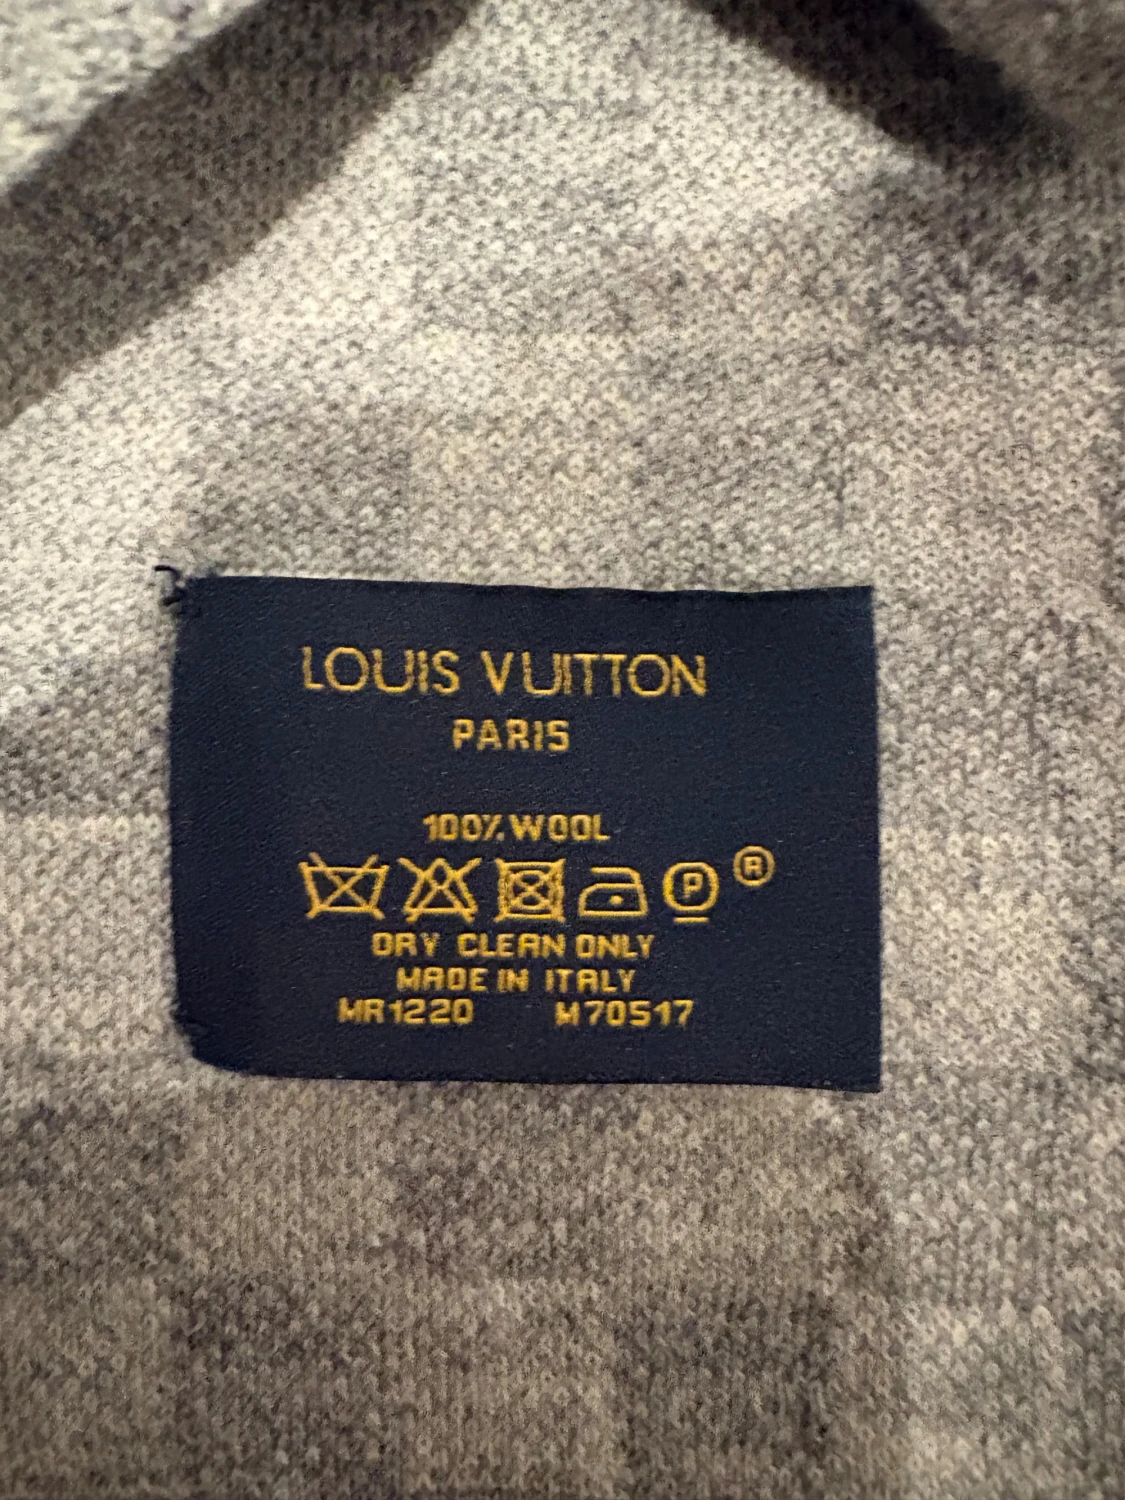 LOUIS VUITTON
PARIS
100% WOOL
P ®
DRY CLEAN ONLY
MADE IN ITALY
MR1220 M70517